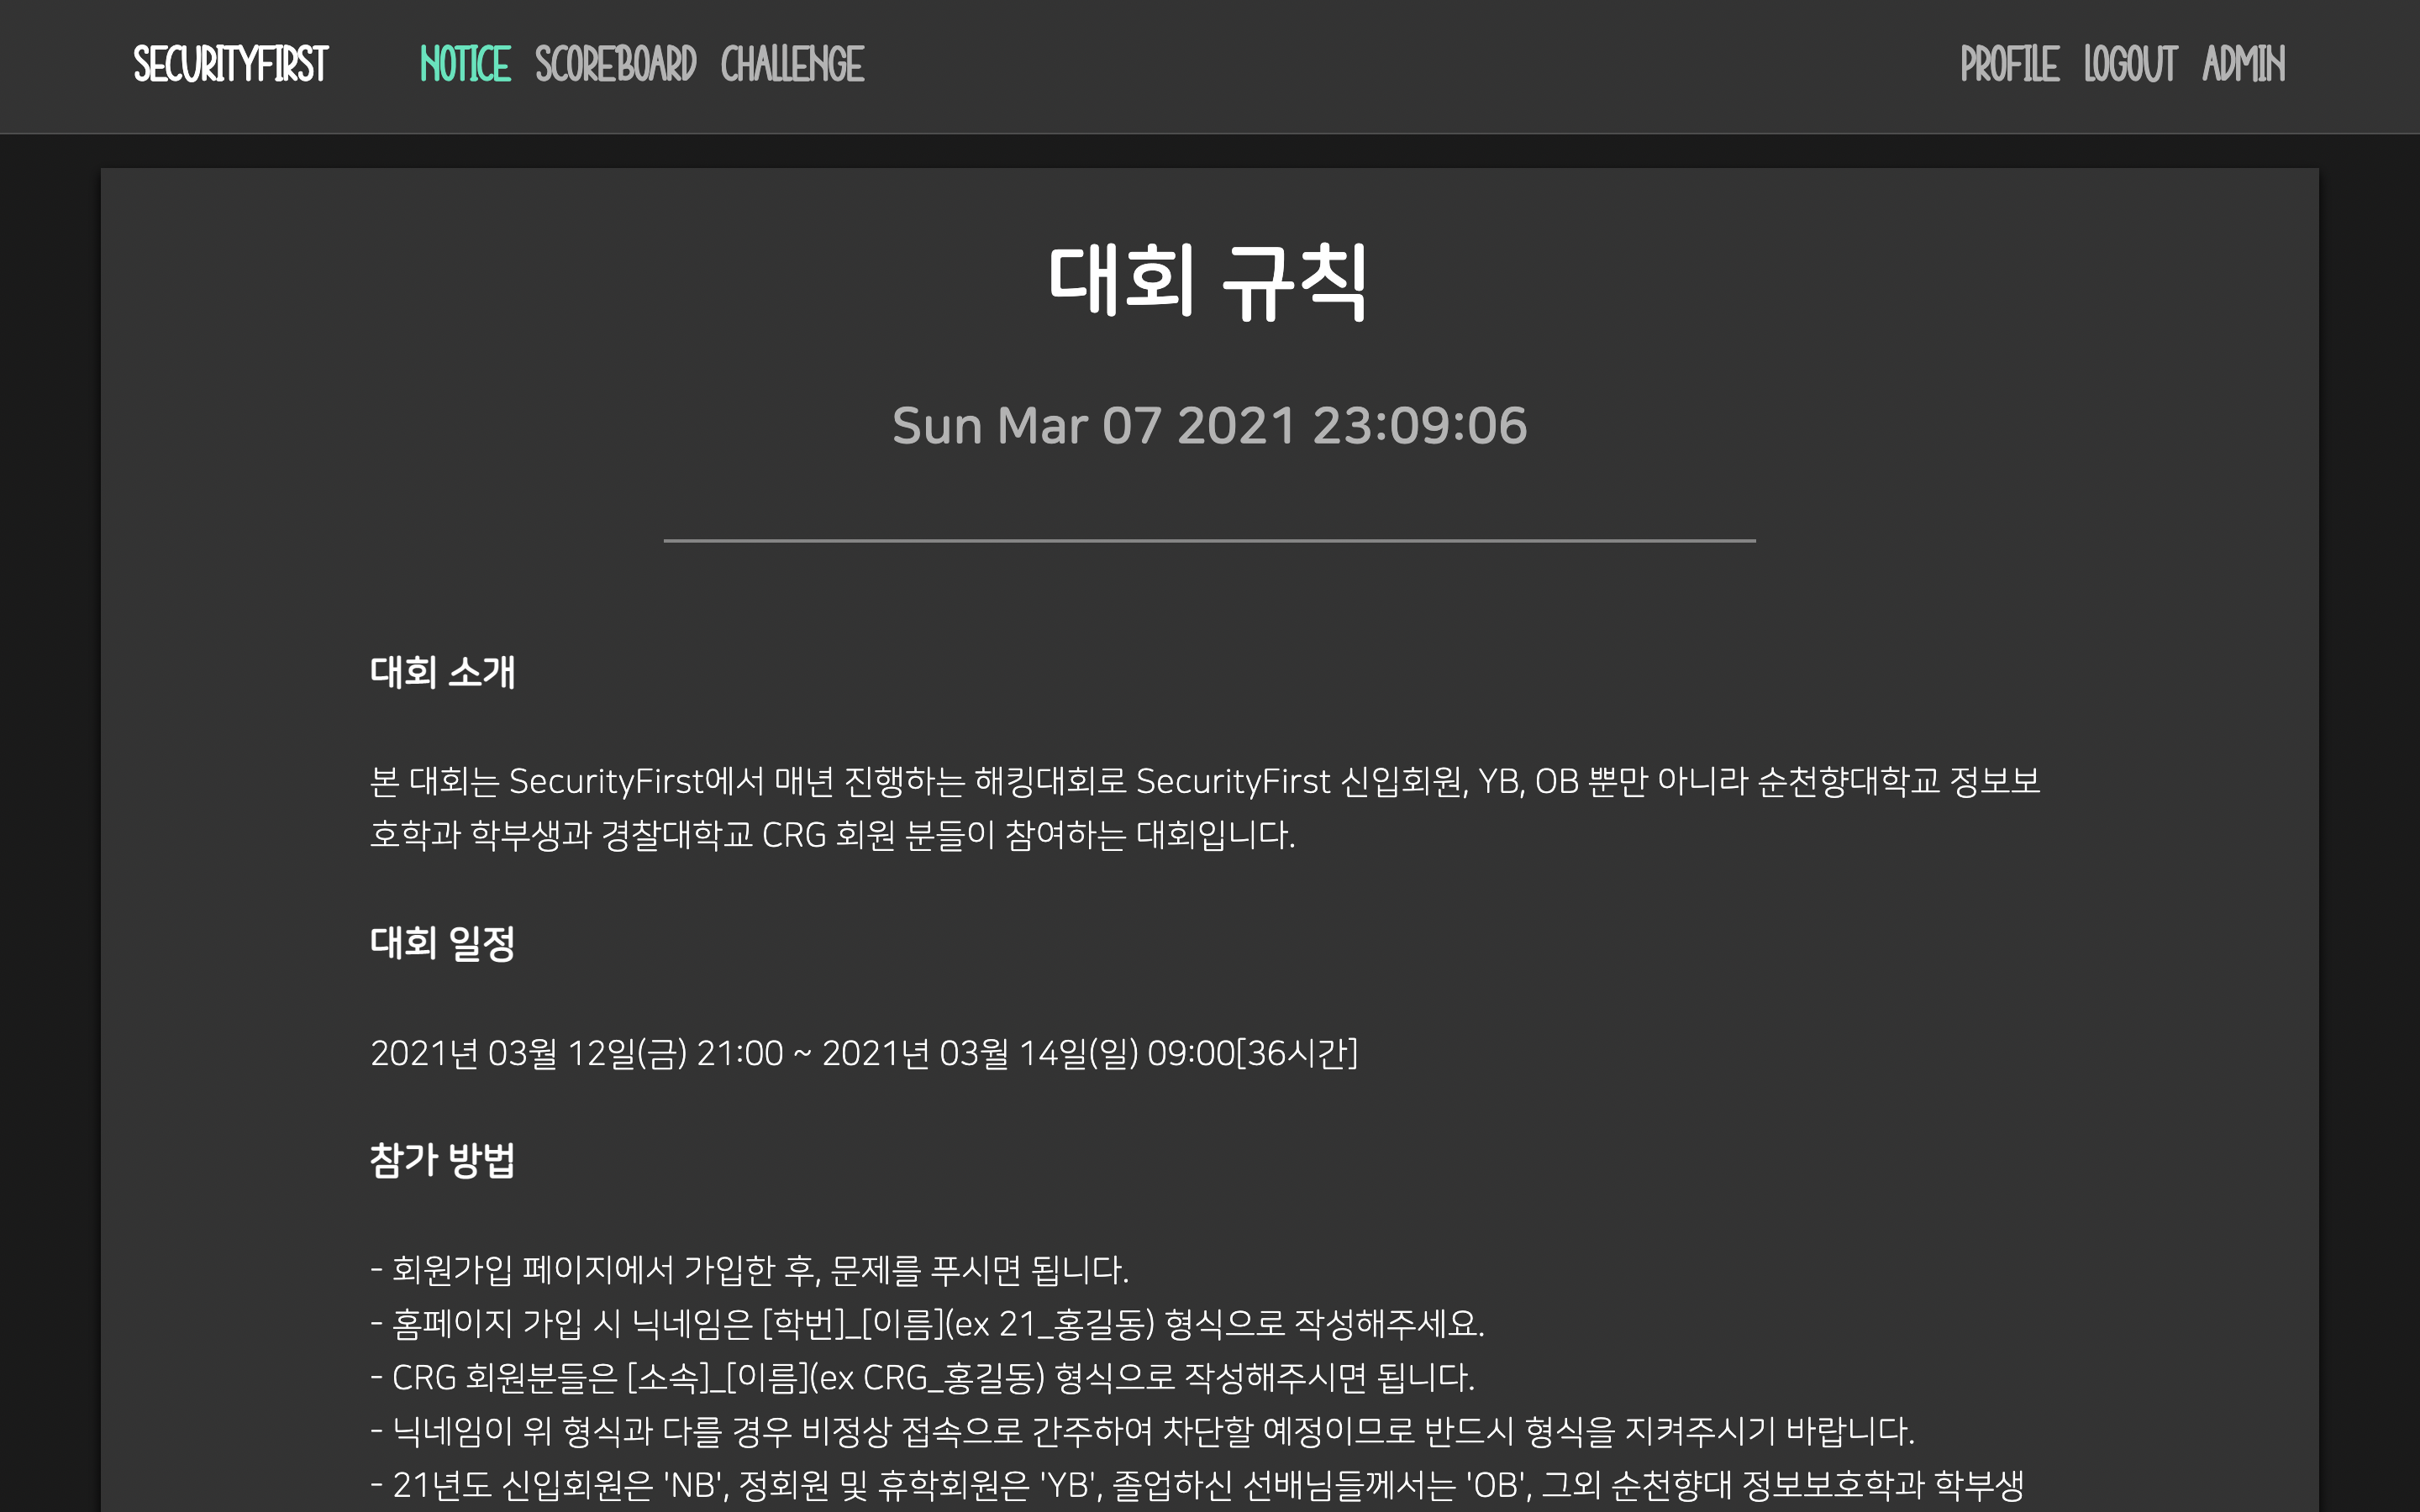 SECURITYFIRST NOTICE SCOREBOARD CHALLENGE PROFILE LOGOUT ADMIN
대회 규칙
Sun Mar 07 2021 23:09:06
대회 소개
본 대회는 SecurityFirst에서 매년 진행하는 해킹대회로 SecurityFirst 신입회원, YB, OB 뿐만 아니라 순천향대학교 정보보
호학과 학부생과 경찰대학교 CRG 회원 분들이 참여하는 대회입니다.
대회 일정
2021년 03월 12일(금) 21:00 ~ 2021년 03월 14일(일) 09:00[36시간]
참가 방법
- 회원가입 페이지에서 가입한 후, 문제를 푸시면 됩니다.
- 홈페이지 가입 시 닉네임은 [학번]_[이름](ex 21_홍길동) 형식으로 작성해주세요.
- CRG 회원분들은 [소속]_[이름](ex CRG_홍길동) 형식으로 작성해주시면 됩니다.
- 닉네임이 위 형식과 다를 경우 비정상 접속으로 간주하여 차단할 예정이므로 반드시 형식을 지켜주시기 바랍니다.
- 21년도 신입회원은 'NB', 정회원 및 휴학회원은 'YB', 졸업하신 선배님들께서는 'OB', 그외 순천향대 정보보호학과 학부생